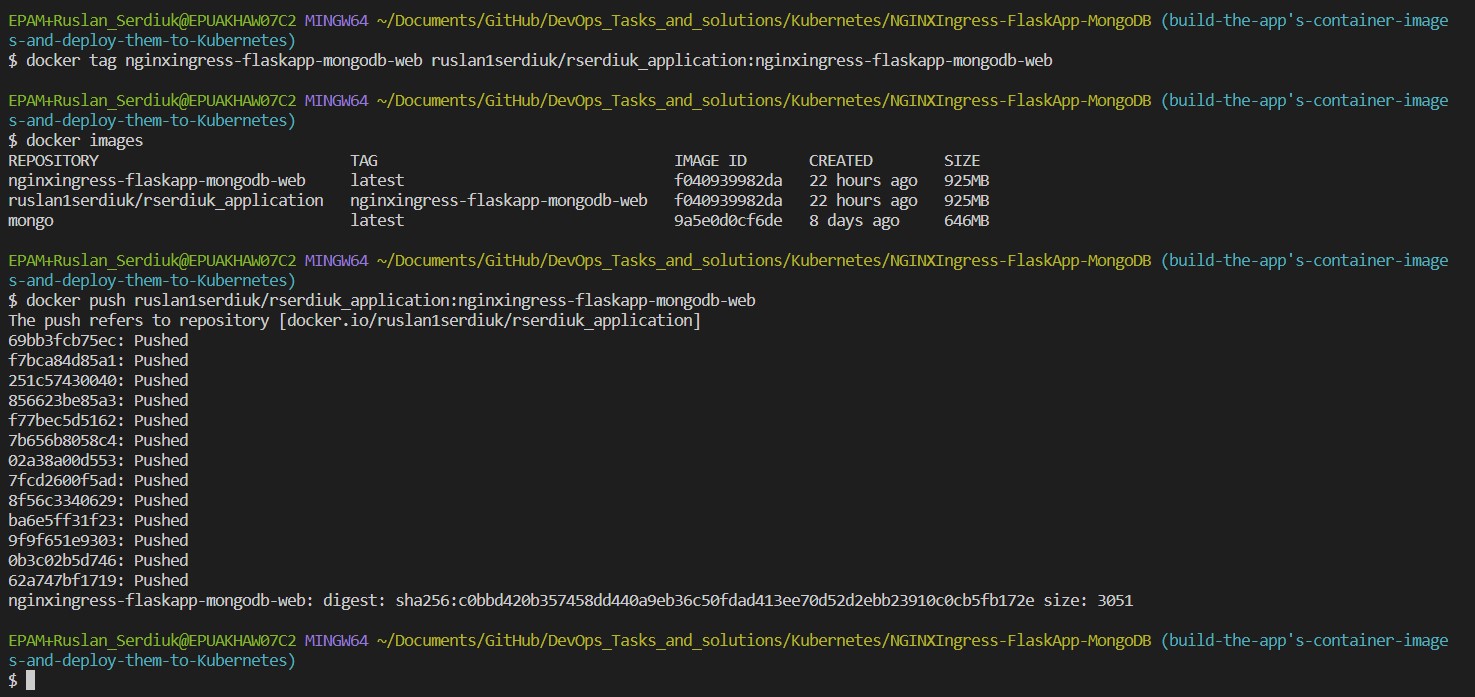 EPAM+Ruslan_Serdiuk@EPUAKHAW07C2 MINGW64 ~/Documents/GitHub/DevOps_Tasks_and_solutions/Kubernetes/NGINXIngress-FlaskApp-MongoDB (build-the-app's-container-image
s-and-deploy-them-to-Kubernetes)
$ docker tag nginxingress-flaskapp-mongodb-web ruslan1serdiuk/rserdiuk_application:nginxingress-flaskapp-mongodb-web
EPAM+Ruslan_Serdiuk@EPUAKHAW07C2 MINGW64 ~/Documents/GitHub/DevOps_Tasks_and_solutions/Kubernetes/NGINXIngress-FlaskApp-MongoDB (build-the-app's-container-image
s-and-deploy-them-to-Kubernetes)
$ docker images
REPOSITORY TAG IMAGE ID CREATED SIZE
nginxingress-flaskapp-mongodb-web latest f040939982da 22 hours ago 925MB
ruslan1serdiuk/rserdiuk_application nginxingress-flaskapp-mongodb-web f040939982da 22 hours ago 925MB
mongo latest 9a5e0d0cf6de 8 days ago 646MB
EPAM+Ruslan_Serdiuk@EPUAKHAW07C2 MINGW64 ~/Documents/GitHub/DevOps_Tasks_and_solutions/Kubernetes/NGINXIngress-FlaskApp-MongoDB (build-the-app's-container-image
s-and-deploy-them-to-Kubernetes)
$ docker push ruslan1serdiuk/rserdiuk_application:nginxingress-flaskapp-mongodb-web
The push refers to repository [docker.io/ruslan1serdiuk/rserdiuk_application]
69bb3fcb75ec: Pushed
f7bca84d85a1: Pushed
251c57430040: Pushed
856623be85a3: Pushed
f77bec5d5162: Pushed
7b656b8058c4: Pushed
02a38a00d553: Pushed
7fcd2600f5ad: Pushed
8f56c3340629: Pushed
ba6e5ff31f23: Pushed
9f9f651e9303: Pushed
0b3c02b5d746: Pushed
62a747bf1719: Pushed
nginxingress-flaskapp-mongodb-web: digest: sha256:c0bbd420b357458dd440a9eb36c50fdad413ee70d52d2ebb23910c0cb5fb172e size: 3051
EPAM+Ruslan_Serdiuk@EPUAKHAW07C2 MINGW64 ~/Documents/GitHub/DevOps_Tasks_and_solutions/Kubernetes/NGINXIngress-FlaskApp-MongoDB (build-the-app's-container-image
s-and-deploy-them-to-Kubernetes)
$